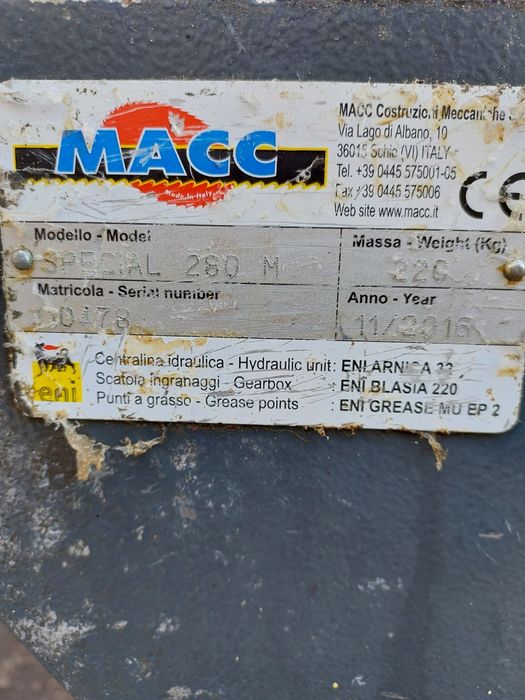 MACC
Made in Italy
MACC Costruzioni Meccaniche
Via Lago di Albano, 10
36015 Schio (VI) ITALY
Tel. +39 0445 575001-05
Fax +39 0445 575006
Web site www.macc.it
CE
Modello - Model
SPECIAL 280 M
Massa - Weight (Kg)
Matricola - Serial number
Anno - Year
11/2016
eni
Centralina idraulica - Hydraulic unit: ENI ARNICA 32
Scatola ingranaggi - Gearbox : ENI BLASIA 220
Punti a grasso - Grease points : ENI GREASE MU EP 2